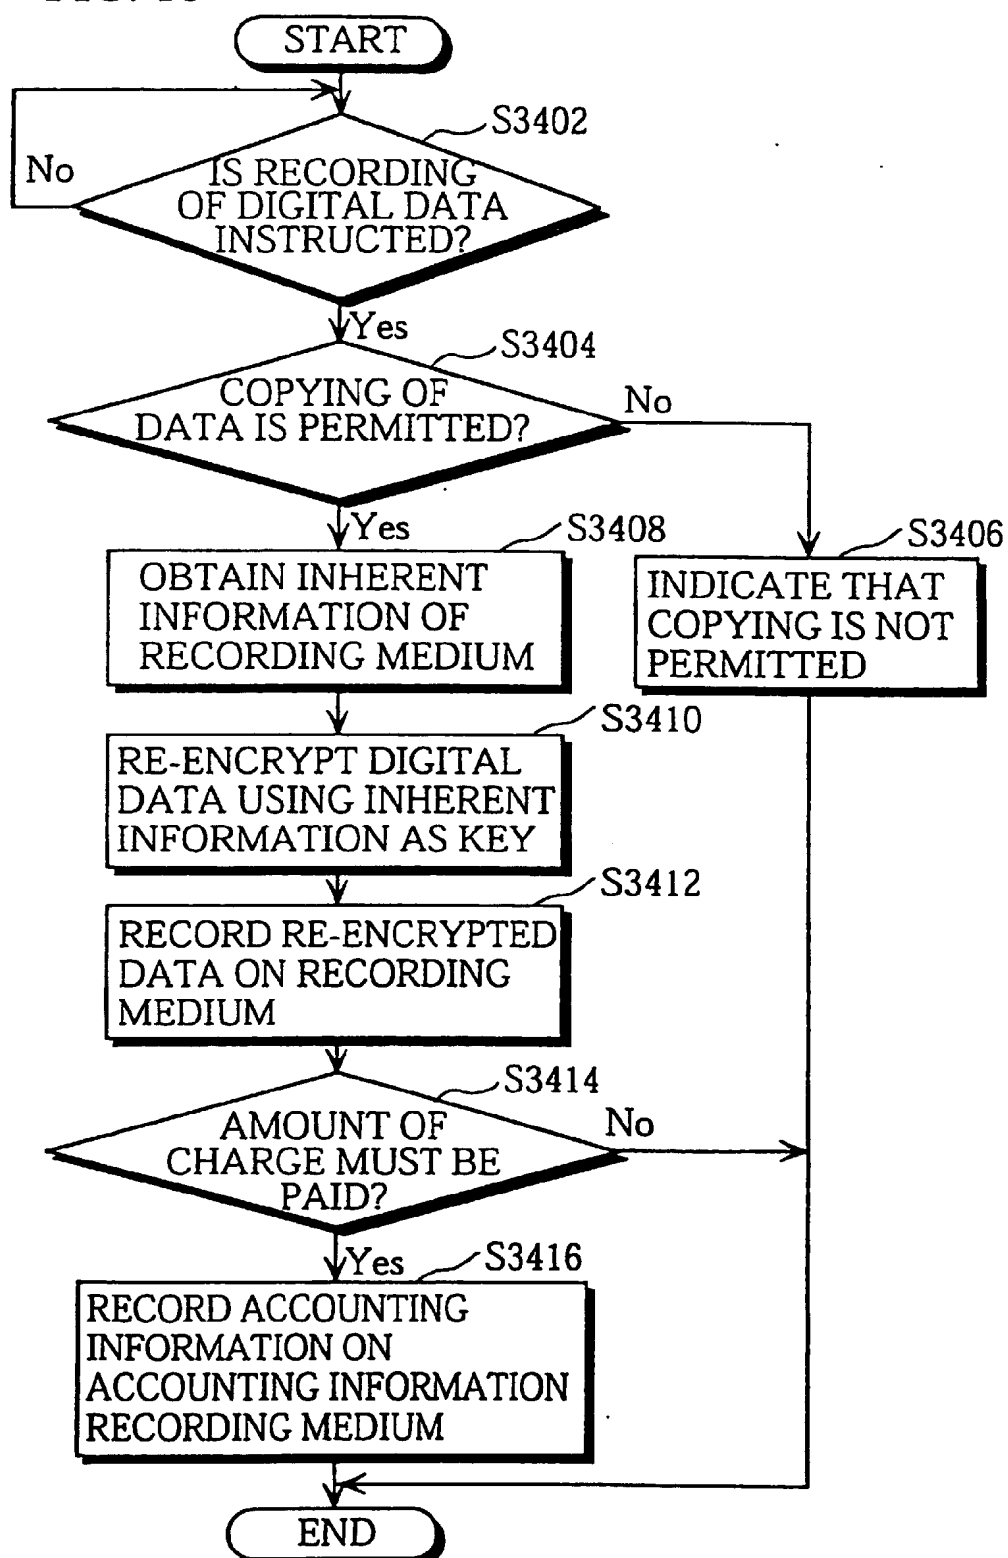 START
S3402
No
IS RECORDING
OF DIGITAL DATA
INSTRUCTED?
Yes
S3404
COPYING OF
DATA IS PERMITTED?
No
Yes
S3408
OBTAIN INHERENT
INFORMATION OF
RECORDING MEDIUM
S3406
INDICATE THAT
COPYING IS NOT
PERMITTED
S3410
RE-ENCRYPT DIGITAL
DATA USING INHERENT
INFORMATION AS KEY
S3412
RECORD RE-ENCRYPTED
DATA ON RECORDING
MEDIUM
S3414
AMOUNT OF
CHARGE MUST BE
PAID?
No
Yes
S3416
RECORD ACCOUNTING
INFORMATION ON
ACCOUNTING INFORMATION
RECORDING MEDIUM
END